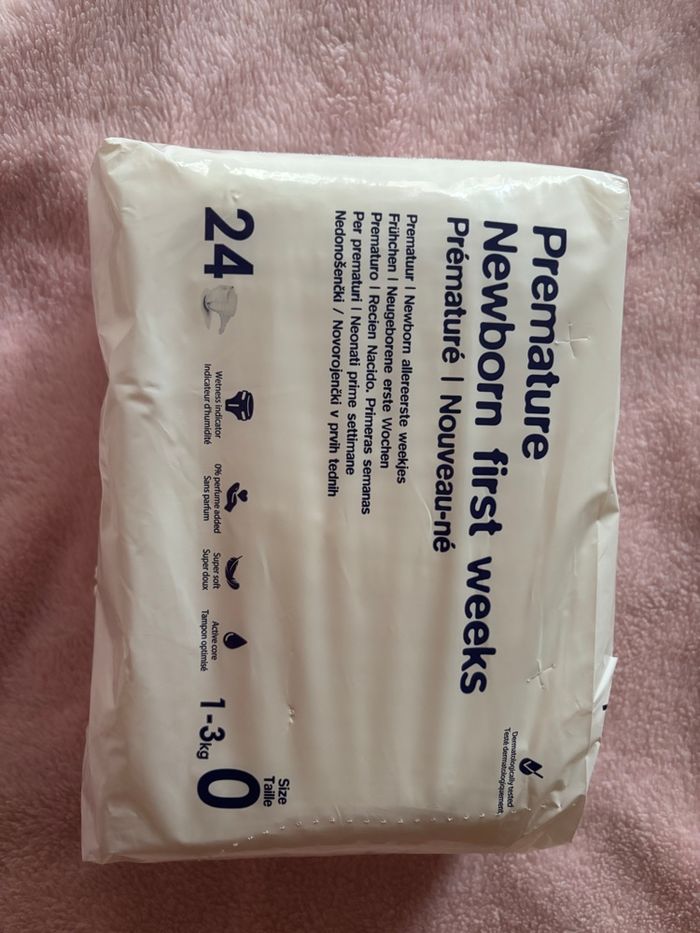 Premature
Newborn first weeks
Prématuré | Nouveau-né
Prematuur | Newborn allereerste weekjes
Frühchen | Neugeborene erste Wochen
Prematuro | Recien Nacido. Primeras semanas
Per prematuri | Neonati prime settimane
Nedonošenčki / Novorojenčki v prvih tednih
Dermatologically tested
Testé dermatologiquement
24
Wetness indicator
Indicateur d'humidité
0% perfume added
Sans parfum
Super soft
Super doux
Active core
Tampon optimisé
1-3kg
Size
Taille
0